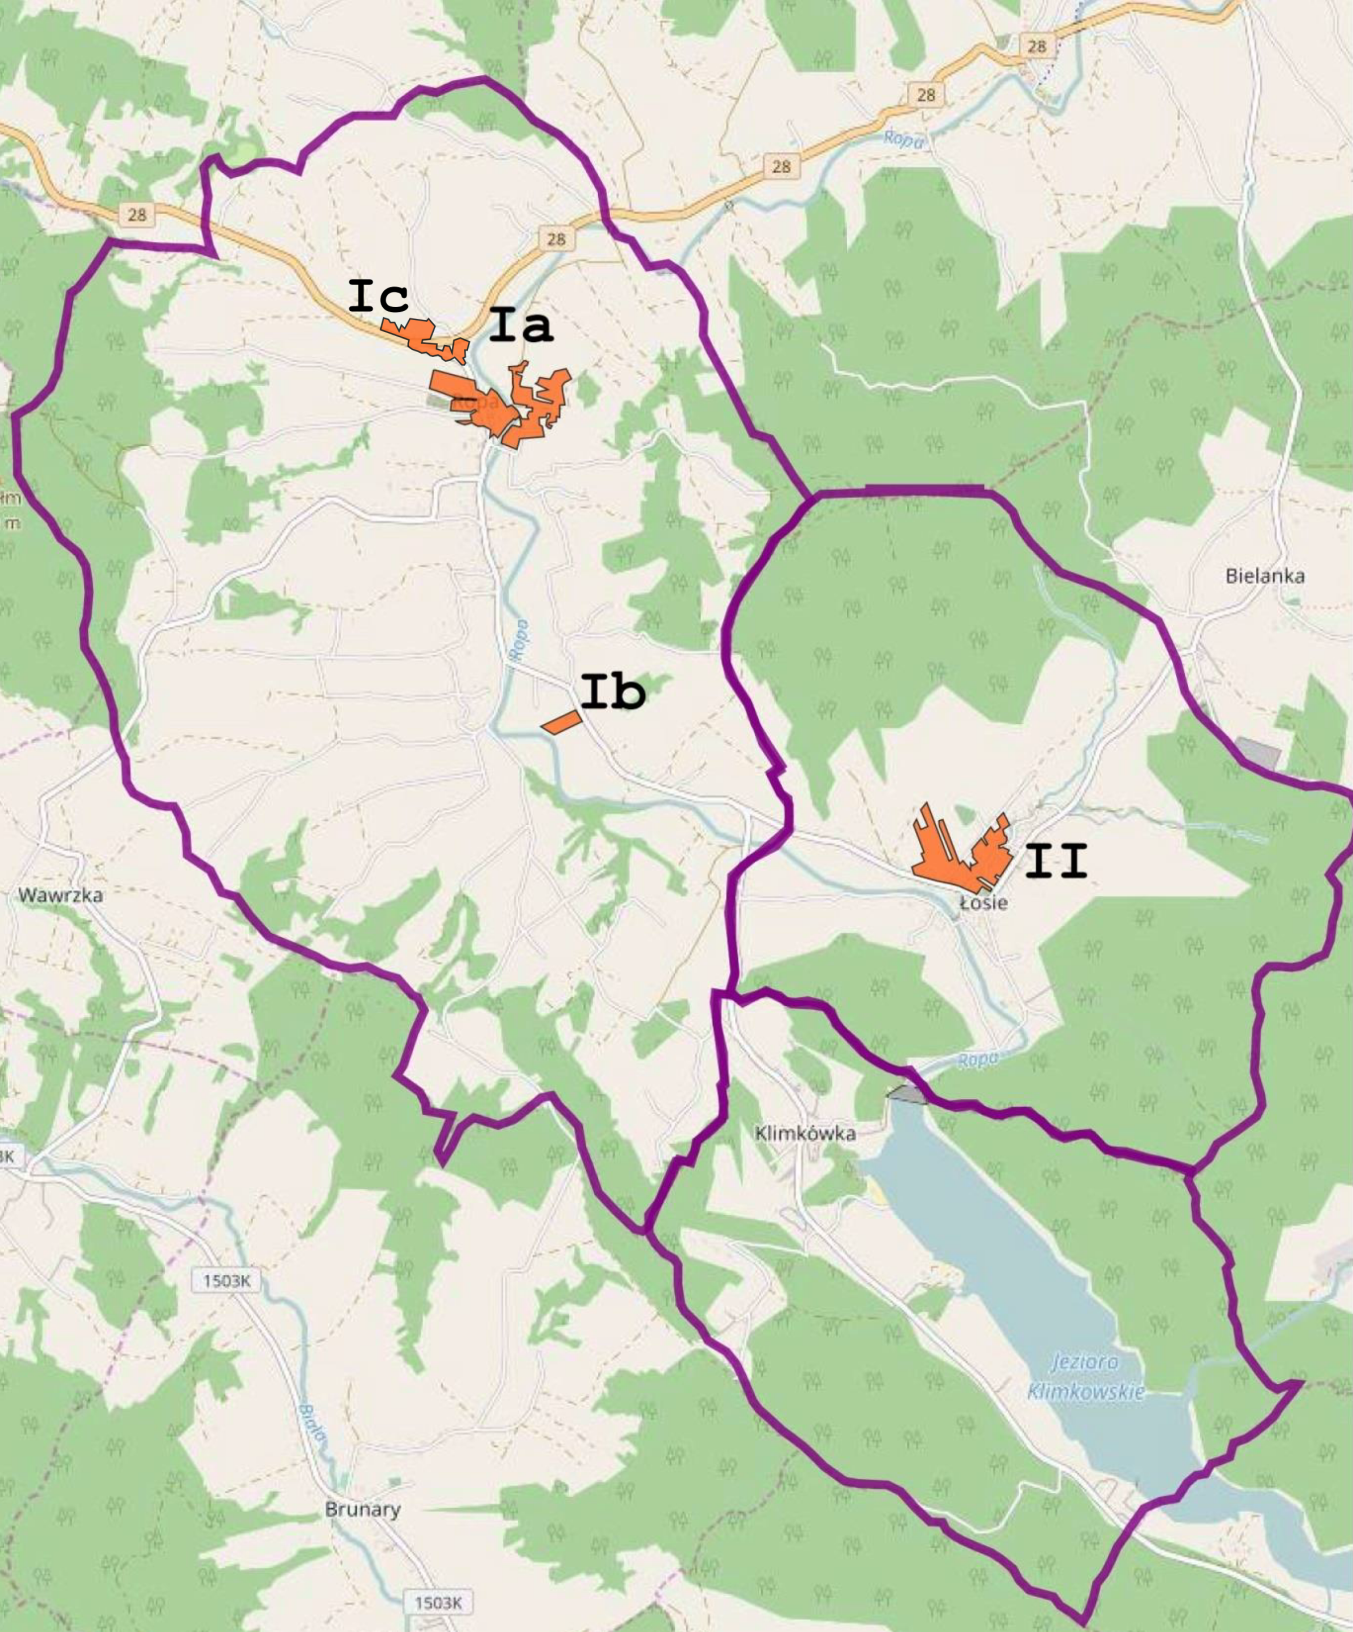 28
28
Ropa
28
28
28
Ic
Ia
Ropa
m
Bielanka
Ropa
Ib
Wawrzka
II
Łosie
Ropa
Klimkówka
3K
1503K
Jezioro
Klimkowskie
Biała
Brunary
1503K